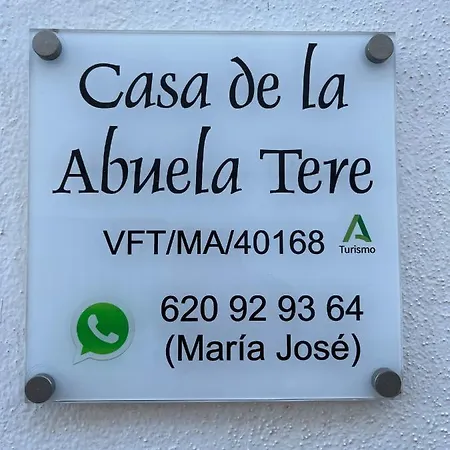 Casa de la
Abuela Tere
VFT/MA/40168
Turismo
620 92 93 64
(María José)